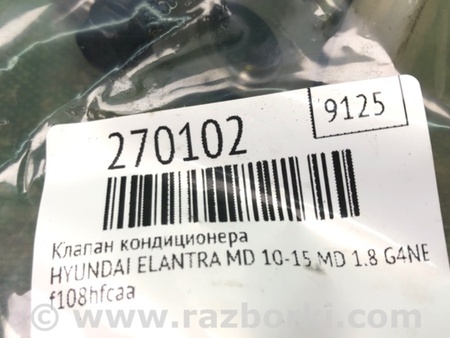 9125
270102
Клапан кондиционера
HYUNDAI ELANTRA MD 10-15 MD 1.8 G4NE
f108hfcaa
www.razborki.com